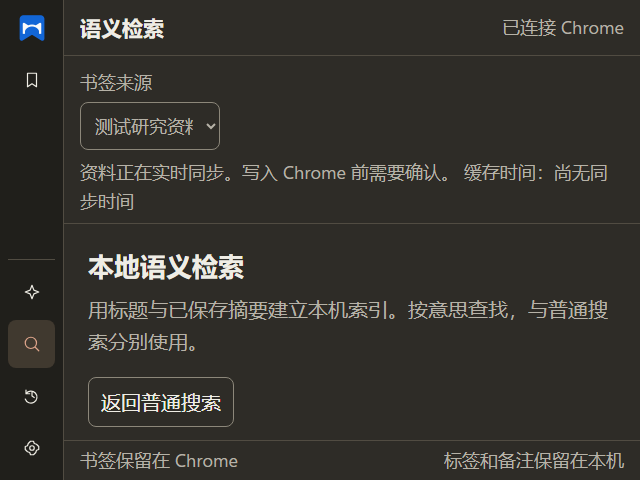 语义检索
已连接 Chrome
书签来源
测试研究资料
资料正在实时同步。写入 Chrome 前需要确认。 缓存时间：尚无同
步时间
本地语义检索
用标题与已保存摘要建立本机索引。按意思查找，与普通搜
索分别使用。
返回普通搜索
书签保留在 Chrome
标签和备注保留在本机